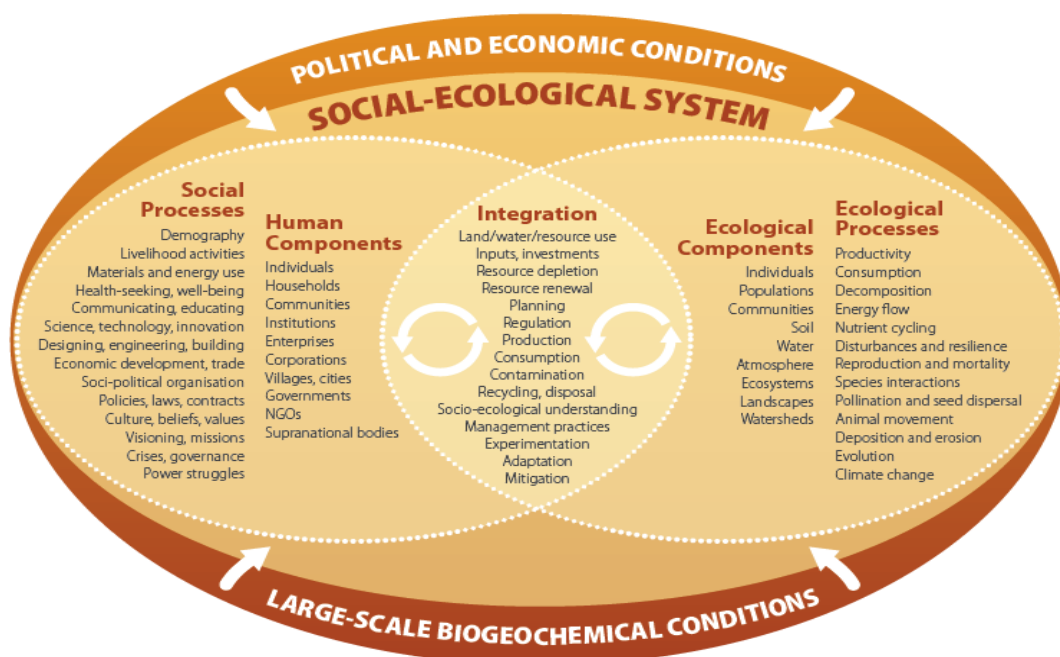 POLITICAL AND ECONOMIC CONDITIONS
SOCIAL-ECOLOGICAL SYSTEM
Social
Processes
Demography
Livelihood activities
Materials and energy use
Health-seeking, well-being
Communicating, educating
Science, technology, innovation
Designing, engineering, building
Economic development, trade
Soci-political organisation
Policies, laws, contracts
Culture, beliefs, values
Visioning, missions
Crises, governance
Power struggles
Human
Components
Individuals
Households
Communities
Institutions
Enterprises
Corporations
Villages, cities
Governments
NGOs
Supranational bodies
Integration
Land/water/resource use
Inputs, investments
Resource depletion
Resource renewal
Planning
Regulation
Production
Consumption
Contamination
Recycling, disposal
Socio-ecological understanding
Management practices
Experimentation
Adaptation
Mitigation
Ecological
Components
Individuals
Populations
Communities
Soil
Water
Atmosphere
Ecosystems
Landscapes
Watersheds
Ecological
Processes
Productivity
Consumption
Decomposition
Energy flow
Nutrient cycling
Disturbances and resilience
Reproduction and mortality
Species interactions
Pollination and seed dispersal
Animal movement
Deposition and erosion
Evolution
Climate change
LARGE-SCALE BIOGEOCHEMICAL CONDITIONS